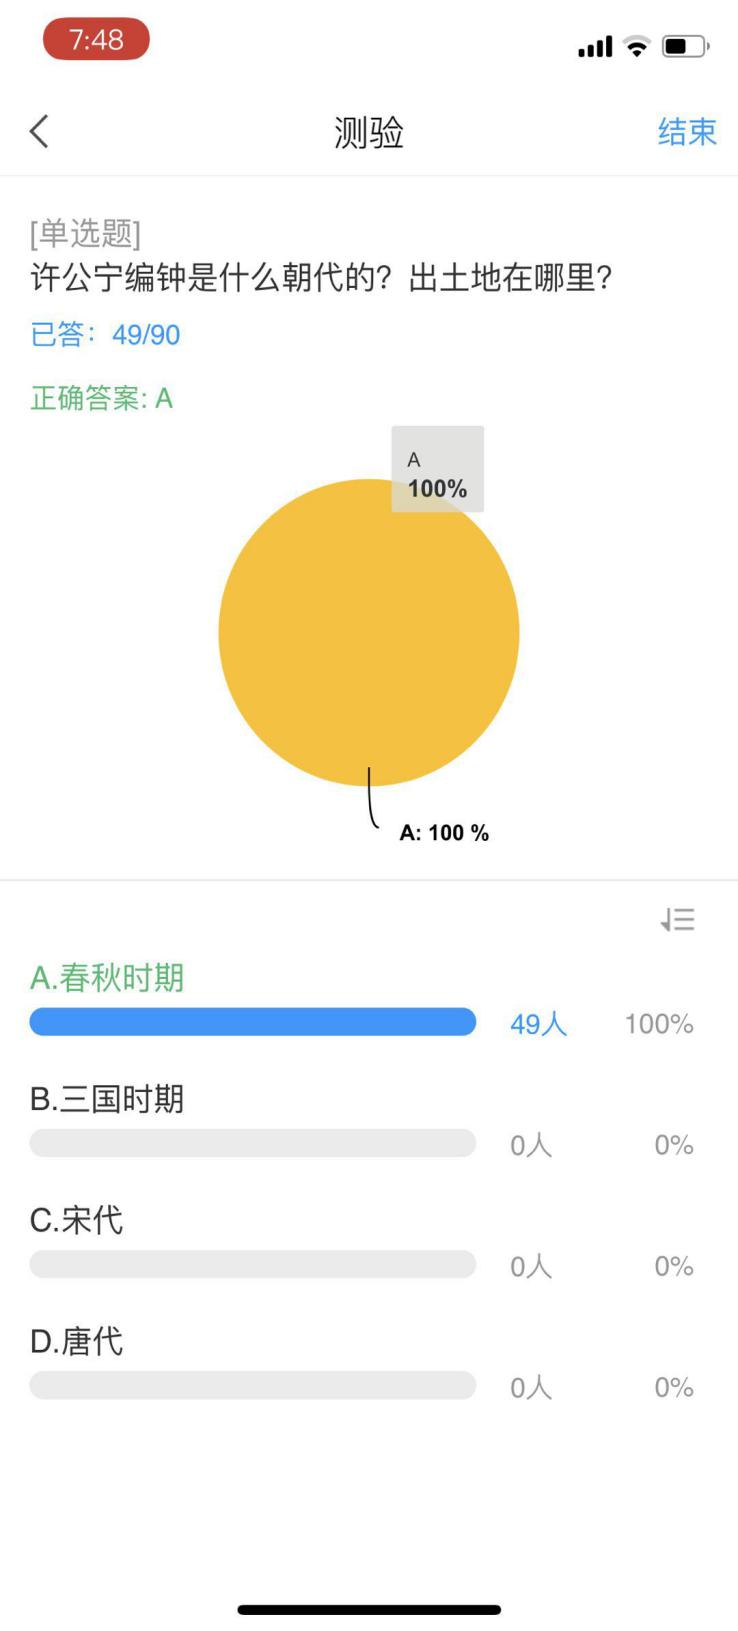 7:48
测验
结束
[单选题]
许公宁编钟是什么朝代的？出土地在哪里？
已答：49/90
正确答案: A
A
100%
A: 100 %
A.春秋时期
49人 100%
B.三国时期
0人 0%
C.宋代
0人 0%
D.唐代
0人 0%